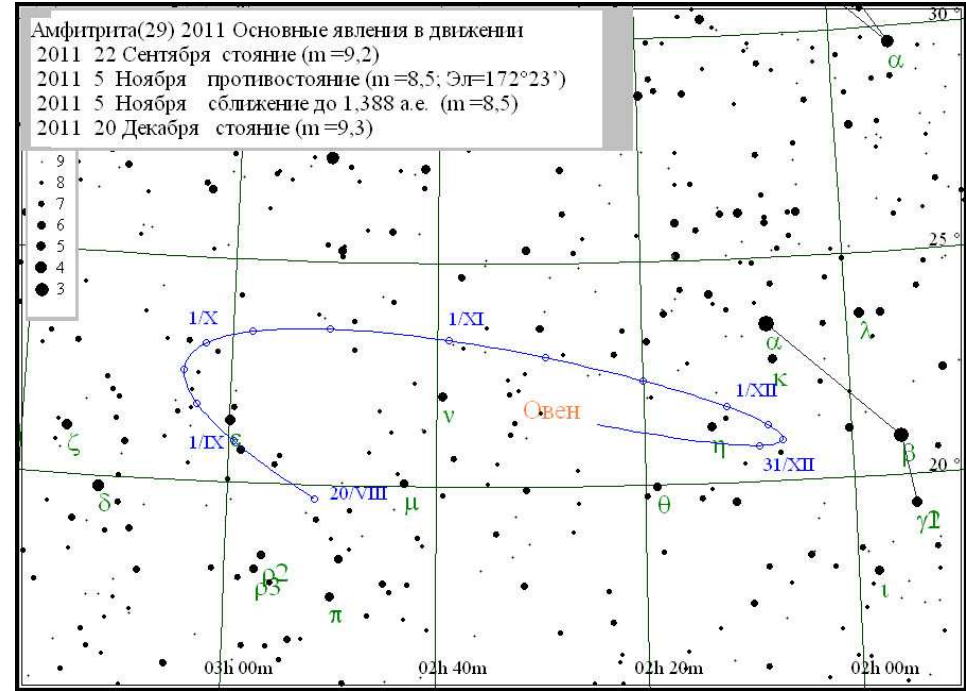 Амфитрита(29) 2011 Основные явления в движении
2011 22 Сентября стояние (m =9,2)
2011 5 Ноября противостояние (m =8,5; Эл=172°23’)
2011 5 Ноября сближение до 1,388 а.е. (m =8,5)
2011 20 Декабря стояние (m =9,3)
30 °
α
9
8
7
6
5
4
3
25 °
1/X
1/XI
λ
α
κ
1/XII
ν
Овен
ζ
1/IX
ε
η
β
31/XII
20 °
δ
20/VIII
μ
θ
γ12
ρ2
ρ3
π
ι
03h 00m
02h 40m
02h 20m
02h 00m